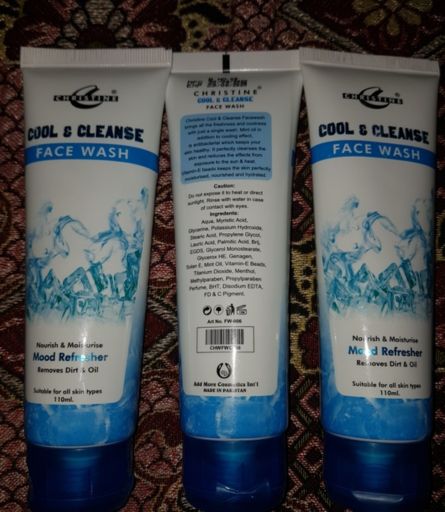 CHRISTINE
COOL & CLEANSE
FACE WASH
Nourish & Moisturise
Mood Refresher
Removes Dirt & Oil
Suitable for all skin types
110ml.
CHRISTINE
COOL & CLEANSE
FACE WASH
Christine Cool & Cleanse Facewash
brings all the freshness and coolness
with just a single wash. Mint oil in
addition to cooling effect,
is antibacterial which keeps your
skin healthy. It perfectly cleanses the
skin and reduces the effects from
exposure to the sun & heat.
Vitamin-E beads keeps the skin perfectly
moisturised, nourished and hydrated.
Caution:
Do not expose it to heat or direct
sunlight. Rinse with water in case
of contact with eyes.
Ingredients:
Aqua, Myristic Acid,
Glycerine, Potassium Hydroxide,
Stearic Acid, Propylene Glycol,
Lauric Acid, Palmitic Acid, Brij,
EGDS, Glycerol Monostearate,
Glyceros HE, Genagen,
Solan E, Mint Oil, Vitamin-E Beads,
Titanium Dioxide, Menthol,
Methylparaben, Propylparaben
Perfume, BHT, Disodium EDTA,
FD & C Pigment.
Art No. FW-006
Add More Cosmetics Int'l
MADE IN PAKISTAN
CHRISTINE
COOL & CLEANSE
FACE WASH
Nourish & Moisturise
Mood Refresher
Removes Dirt & Oil
Suitable for all skin types
110ml.